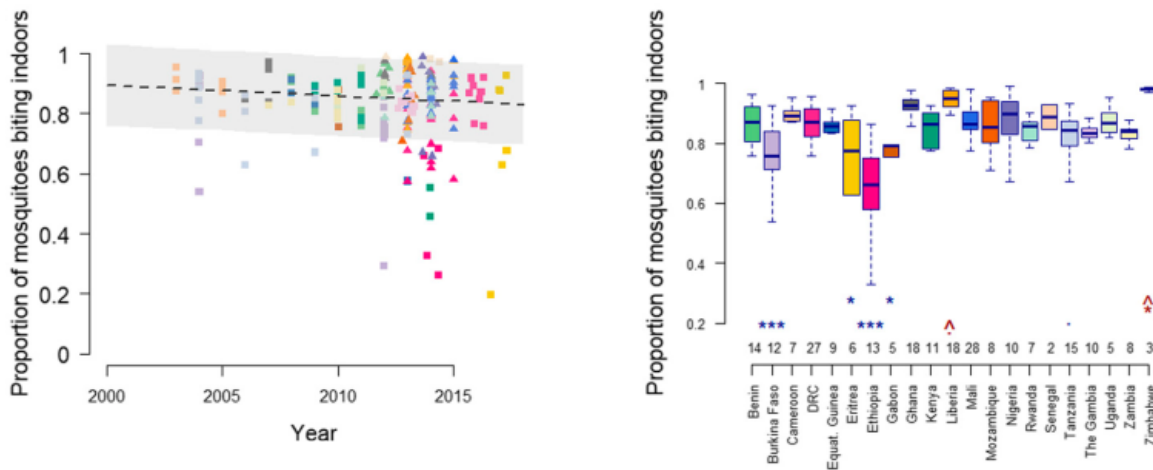 Proportion of mosquitoes biting indoors
1
0.8
0.6
0.4
0.2
0
2000
2005
2010
2015
Year
Proportion of mosquitoes biting indoors
1.0
0.8
0.6
0.4
0.2
*** * *** * ^ . . ^ *
14 12 7 27 9 6 13 5 18 11 18 28 8 10 7 2 15 10 5 8 3
Benin
Burkina Faso
Cameroon
DRC
Equat. Guinea
Eritrea
Ethiopia
Gabon
Ghana
Kenya
Liberia
Mali
Mozambique
Nigeria
Rwanda
Senegal
Tanzania
The Gambia
Uganda
Zambia
Zimbabwe